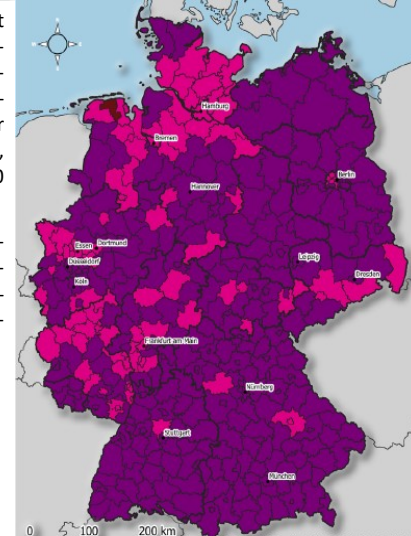 t
-
-
-
r
,
0
-
-
-
-
Hamburg
Bremen
Berlin
Hannover
Essen Dortmund
Düsseldorf
Leipzig
Köln
Dresden
Frankfurt am Main
Nürnberg
Stuttgart
München
0 100 200 km